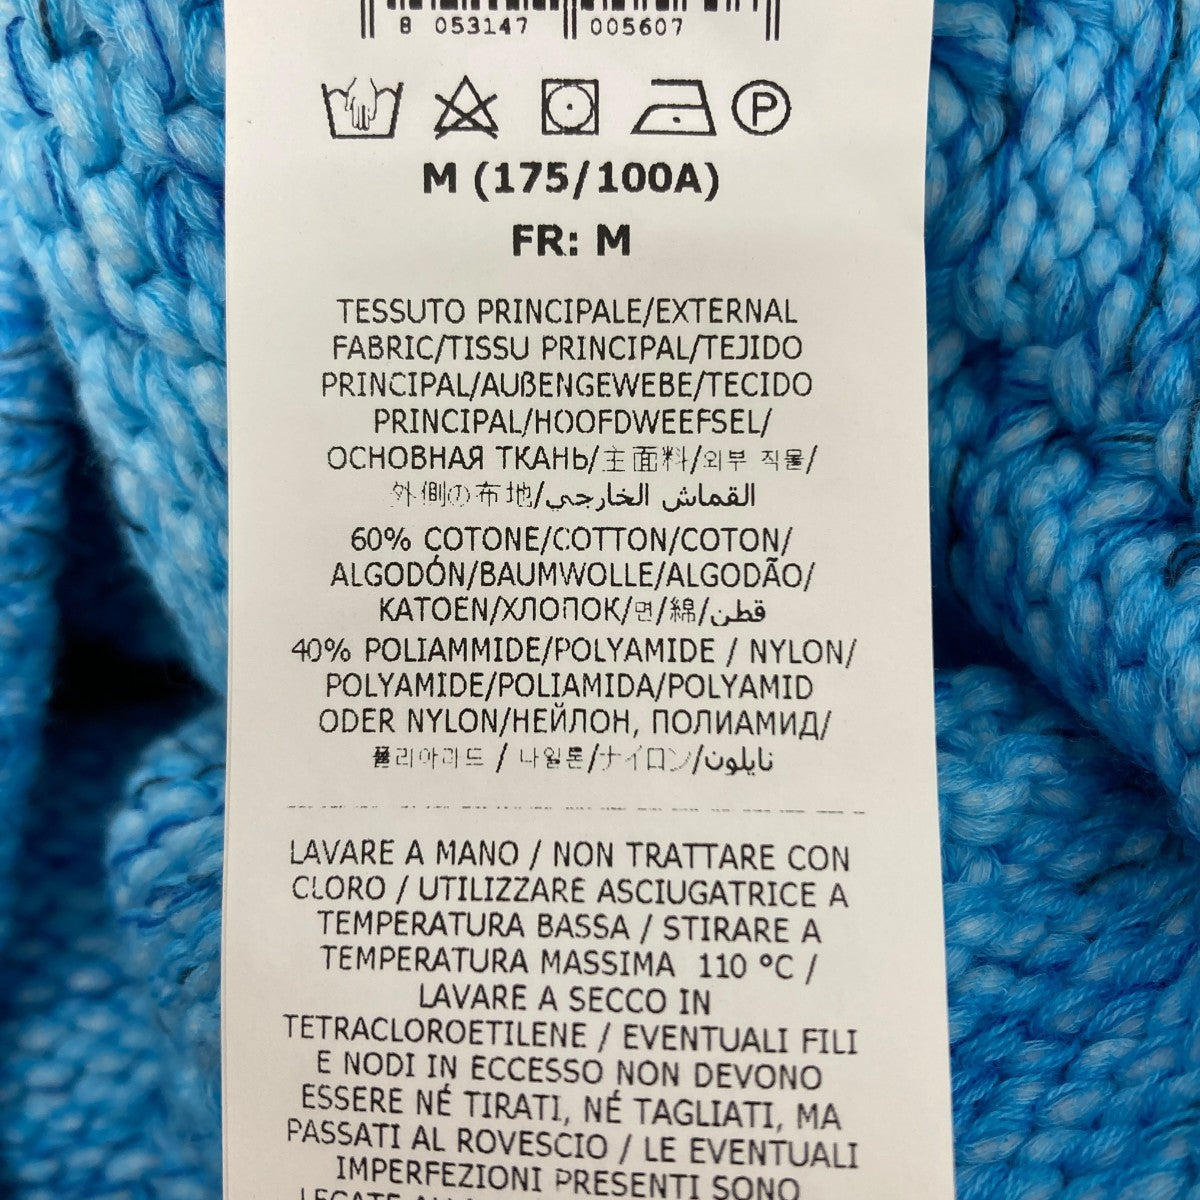 8 053147 005607
P
M (175/100A)
FR: M
TESSUTO PRINCIPALE/EXTERNAL
FABRIC/TISSU PRINCIPAL/TEJIDO
PRINCIPAL/AUßENGEWEBE/TECIDO
PRINCIPAL/HOOFDWEEFSEL/
ОСНОВНАЯ ТКАНЬ/主面料/외부 직물/
外側の布地/القماش الخارجي
60% COTONE/COTTON/COTON/
ALGODÓN/BAUMWOLLE/ALGODÃO/
KATOEN/ХЛОПОК/면/綿/قطن
40% POLIAMMIDE/POLYAMIDE / NYLON/
POLYAMIDE/POLIAMIDA/POLYAMID
ODER NYLON/НЕЙЛОН, ПОЛИАМИД/
폴리아미드 / 나일론/ナイロン/نايلون
LAVARE A MANO / NON TRATTARE CON
CLORO / UTILIZZARE ASCIUGATRICE A
TEMPERATURA BASSA / STIRARE A
TEMPERATURA MASSIMA 110 °C /
LAVARE A SECCO IN
TETRACLOROETILENE / EVENTUALI FILI
E NODI IN ECCESSO NON DEVONO
ESSERE NÉ TIRATI, NÉ TAGLIATI, MA
PASSATI AL ROVESCIO / LE EVENTUALI
IMPERFEZIONI PRESENTI SONO